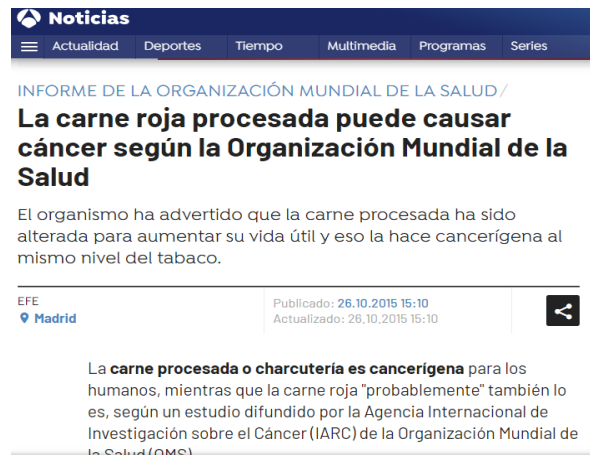 Noticias
Actualidad Deportes Tiempo Multimedia Programas Series
INFORME DE LA ORGANIZACIÓN MUNDIAL DE LA SALUD/
La carne roja procesada puede causar
cáncer según la Organización Mundial de la
Salud
El organismo ha advertido que la carne procesada ha sido
alterada para aumentar su vida útil y eso la hace cancerígena al
mismo nivel del tabaco.
EFE
Madrid
Publicado: 26.10.2015 15:10
Actualizado: 26.10.2015 15:10
La carne procesada o charcutería es cancerígena para los
humanos, mientras que la carne roja "probablemente" también lo
es, según un estudio difundido por la Agencia Internacional de
Investigación sobre el Cáncer (IARC) de la Organización Mundial de
la Salud (OMS)